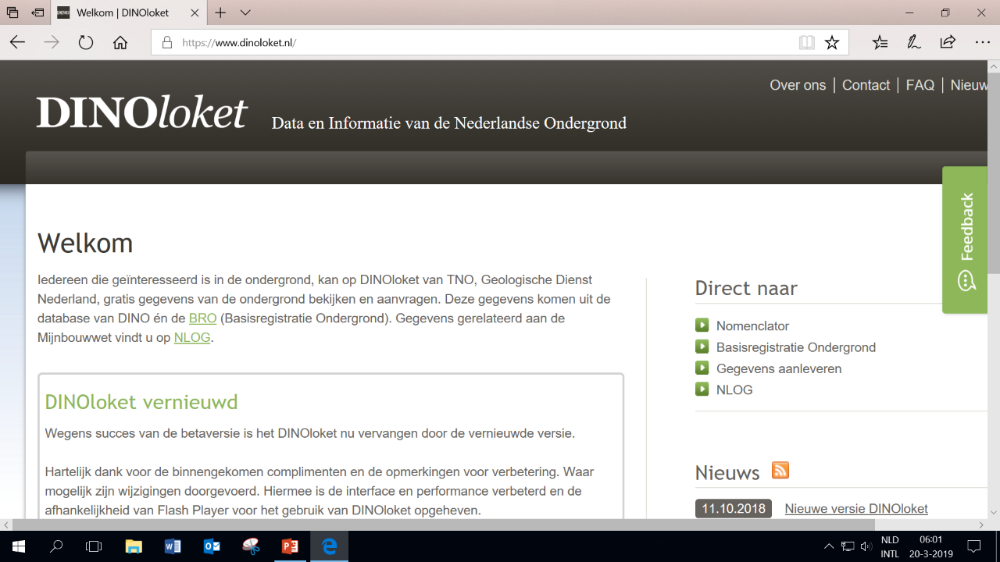 Welkom | DINOloket
https://www.dinoloket.nl/
Over ons | Contact | FAQ | Nieuw
DINOloket
Data en Informatie van de Nederlandse Ondergrond
Feedback
Welkom
Iedereen die geïnteresseerd is in de ondergrond, kan op DINOloket van TNO, Geologische Dienst
Nederland, gratis gegevens van de ondergrond bekijken en aanvragen. Deze gegevens komen uit de
database van DINO én de BRO (Basisregistratie Ondergrond). Gegevens gerelateerd aan de
Mijnbouwwet vindt u op NLOG.
DINOloket vernieuwd
Wegens succes van de betaversie is het DINOloket nu vervangen door de vernieuwde versie.
Hartelijk dank voor de binnengekomen complimenten en de opmerkingen voor verbetering. Waar
mogelijk zijn wijzigingen doorgevoerd. Hiermee is de interface en performance verbeterd en de
afhankelijkheid van Flash Player voor het gebruik van DINOloket opgeheven.
Direct naar
Nomenclator
Basisregistratie Ondergrond
Gegevens aanleveren
NLOG
Nieuws
11.10.2018 Nieuwe versie DINOloket
NLD 06:01
INTL 20-3-2019